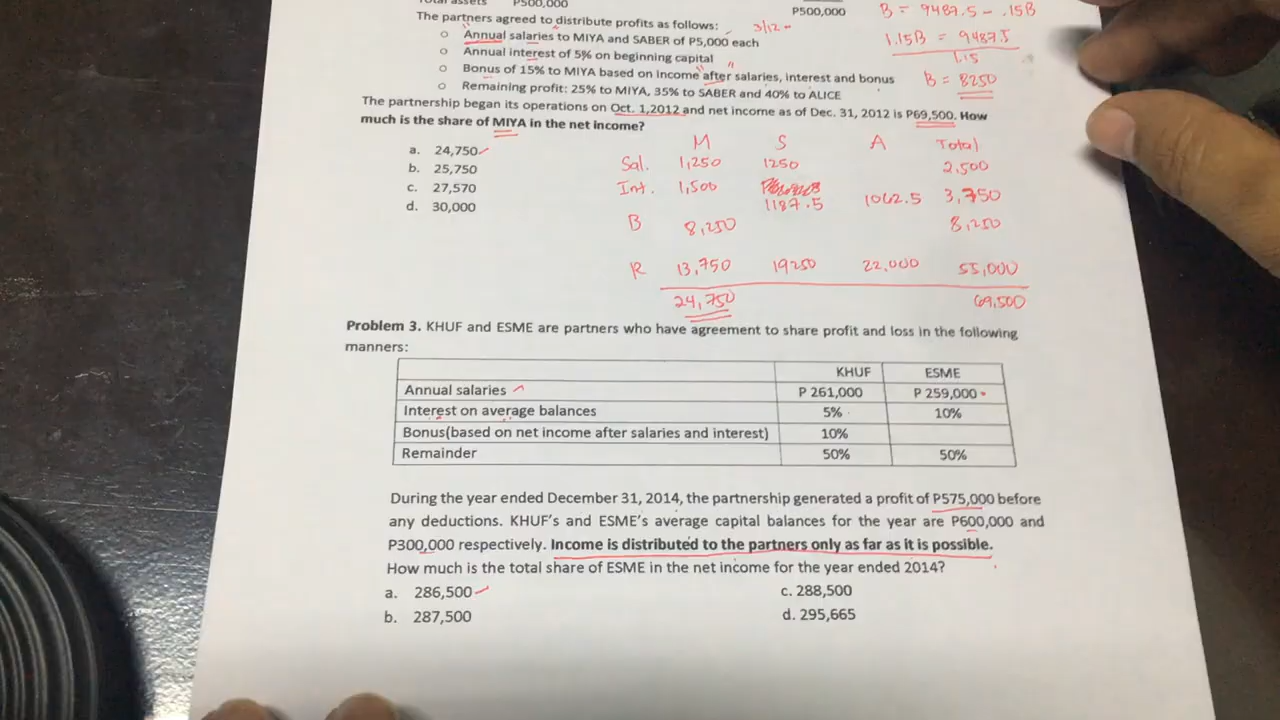 Total assets P500,000 P500,000
The partners agreed to distribute profits as follows: 3/12
B = 9487.5 - .15B
○ Annual salaries to MIYA and SABER of P5,000 each
1.15B = 9487.5
○ Annual interest of 5% on beginning capital
1.15
○ Bonus of 15% to MIYA based on income after salaries, interest and bonus
B = 8250
○ Remaining profit: 25% to MIYA, 35% to SABER and 40% to ALICE
The partnership began its operations on Oct. 1,2012 and net income as of Dec. 31, 2012 is P69,500. How
much is the share of MIYA in the net income?
M S A Total
a. 24,750
Sal. 1,250 1250 2,500
b. 25,750
Int. 1,500 1187.5 1062.5 3,750
c. 27,570
d. 30,000
B 8,250 8,250
R 13,750 19250 22,000 55,000
24,750 69,500
Problem 3. KHUF and ESME are partners who have agreement to share profit and loss in the following
manners:
KHUF ESME
Annual salaries P 261,000 P 259,000
Interest on average balances 5% 10%
Bonus(based on net income after salaries and interest) 10%
Remainder 50% 50%
During the year ended December 31, 2014, the partnership generated a profit of P575,000 before
any deductions. KHUF's and ESME's average capital balances for the year are P600,000 and
P300,000 respectively. Income is distributed to the partners only as far as it is possible.
How much is the total share of ESME in the net income for the year ended 2014?
a. 286,500 c. 288,500
b. 287,500 d. 295,665